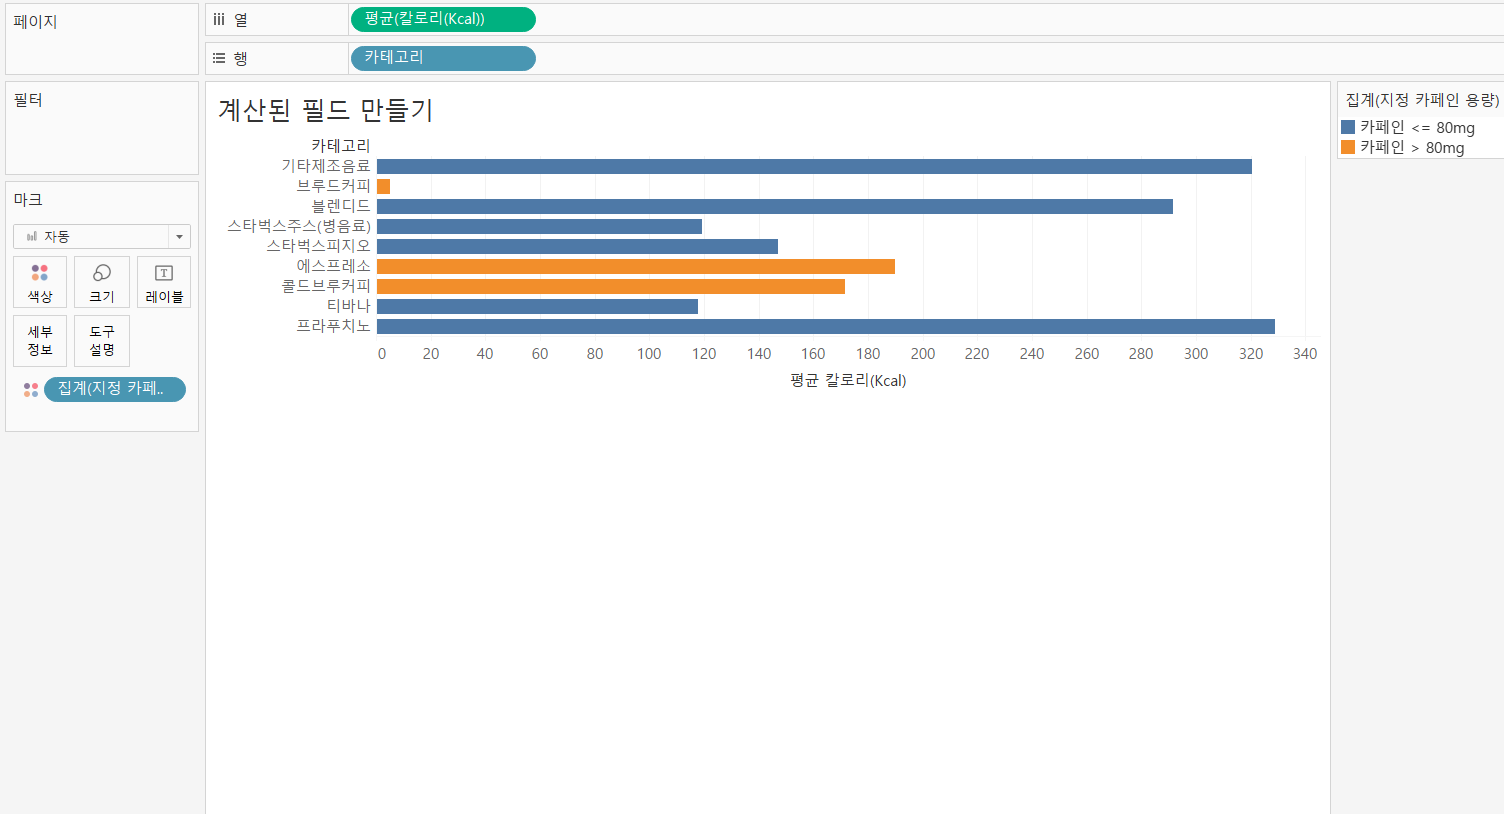 페이지
열
평균(칼로리(Kcal))
행
카테고리
필터
마크
자동
색상
크기
T
레이블
세부
정보
도구
설명
집계(지정 카페..
계산된 필드 만들기
카테고리
기타제조음료
브루드커피
블렌디드
스타벅스주스(병음료)
스타벅스피지오
에스프레소
콜드브루커피
티바나
프라푸치노
0 20 40 60 80 100 120 140 160 180 200 220 240 260 280 300 320 340
평균 칼로리(Kcal)
집계(지정 카페인 용량)
카페인 <= 80mg
카페인 > 80mg